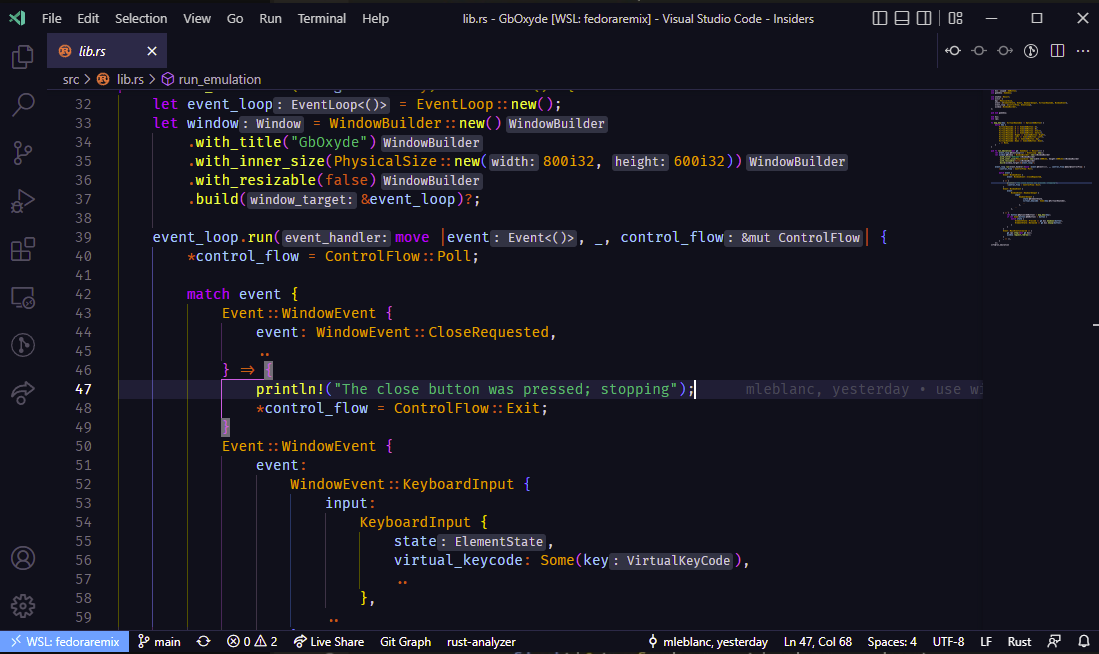 File Edit Selection View Go Run Terminal Help lib.rs - GbOxyde [WSL: fedoraremix] - Visual Studio Code - Insiders
lib.rs
src > lib.rs > run_emulation
32 let event_loop: EventLoop<()> = EventLoop::new();
33 let window: Window = WindowBuilder::new() WindowBuilder
34 .with_title("GbOxyde") WindowBuilder
35 .with_inner_size(PhysicalSize::new(width: 800i32, height: 600i32)) WindowBuilder
36 .with_resizable(false) WindowBuilder
37 .build(window_target: &event_loop)?;
38
39 event_loop.run(event_handler: move |event: Event<()>, _, control_flow: &mut ControlFlow| {
40 *control_flow = ControlFlow::Poll;
41
42 match event {
43 Event::WindowEvent {
44 event: WindowEvent::CloseRequested,
45 ..
46 } => {
47 println!("The close button was pressed; stopping"); mleblanc, yesterday • use w
48 *control_flow = ControlFlow::Exit;
49 }
50 Event::WindowEvent {
51 event:
52 WindowEvent::KeyboardInput {
53 input:
54 KeyboardInput {
55 state: ElementState,
56 virtual_keycode: Some(key: VirtualKeyCode),
57 ..
58 },
59 ..
WSL: fedoraremix main 0 2 Live Share Git Graph rust-analyzer mleblanc, yesterday Ln 47, Col 68 Spaces: 4 UTF-8 LF Rust